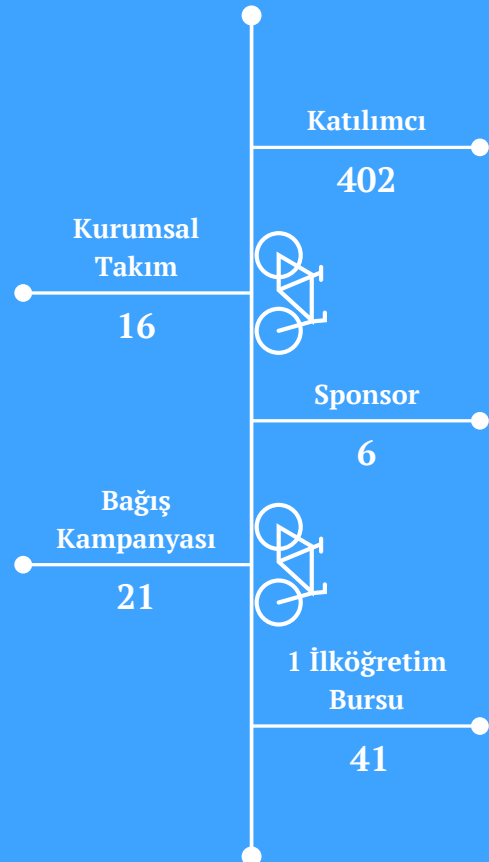 Katılımcı
402
Kurumsal
Takım
16
Sponsor
6
Bağış
Kampanyası
21
1 İlköğretim
Bursu
41